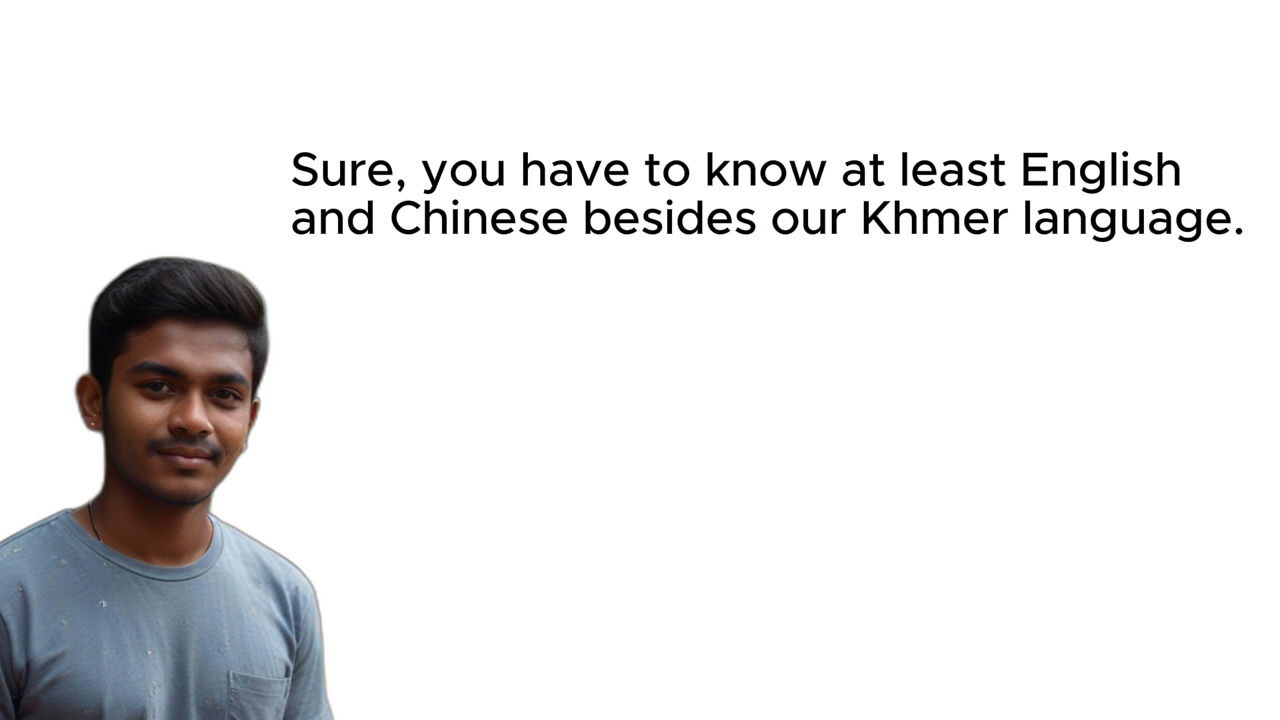 Sure, you have to know at least English
and Chinese besides our Khmer language.